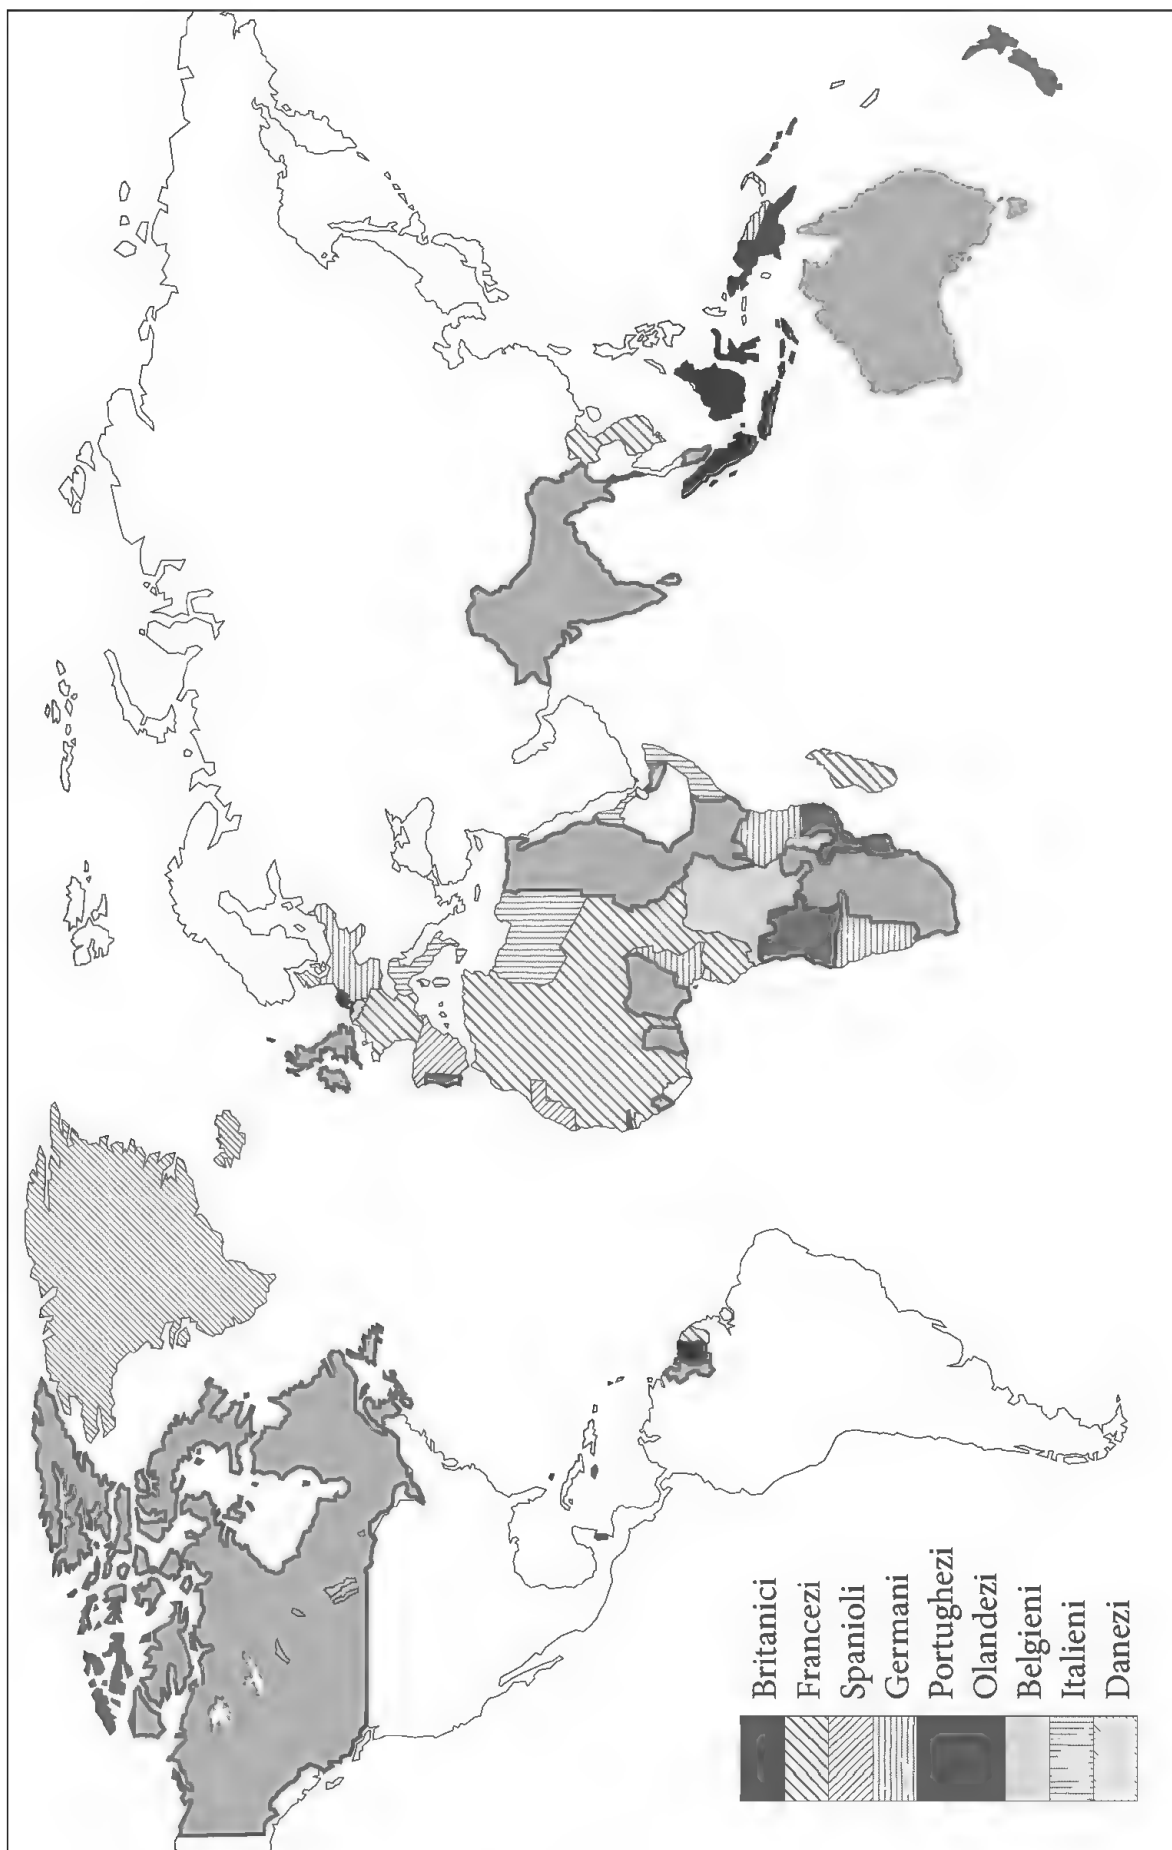 Britanici
Francezi
Spanioli
Germani
Portughezi
Olandezi
Belgieni
Italieni
Danezi